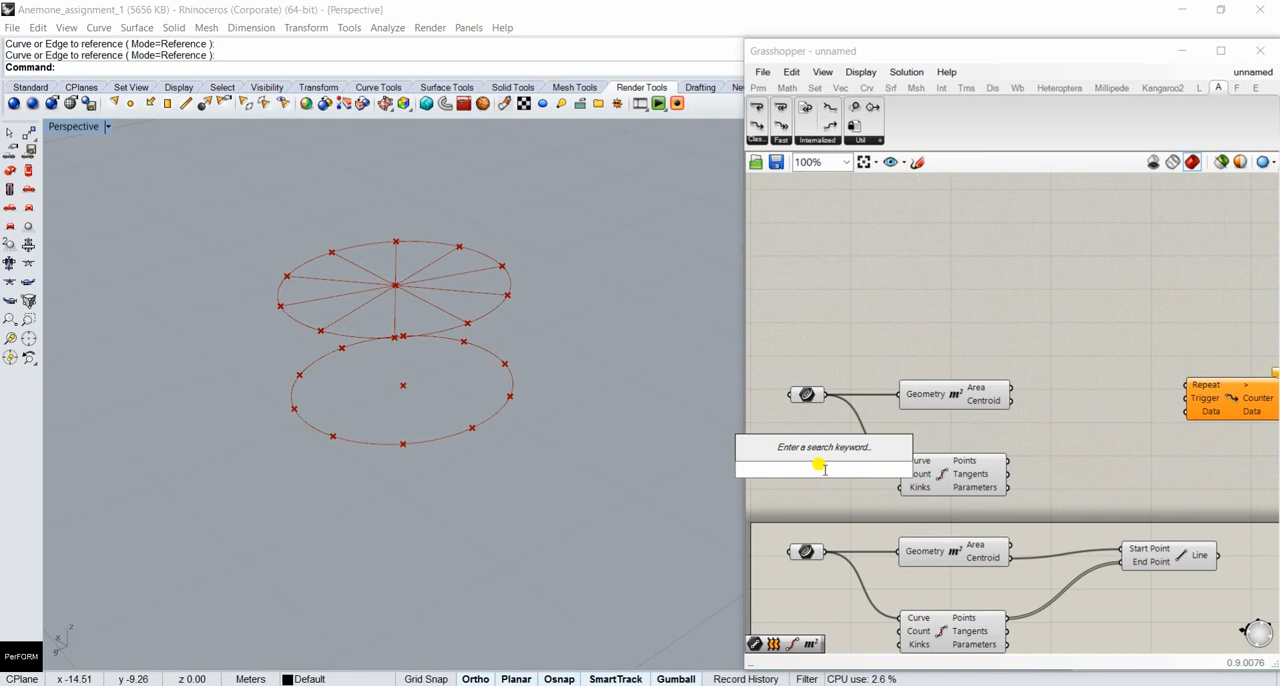 Anemone_assignment_1 (5656 KB) - Rhinoceros (Corporate) (64-bit) - [Perspective]
File Edit View Curve Surface Solid Mesh Dimension Transform Tools Analyze Render Panels Help
Curve or Edge to reference ( Mode=Reference ):
Curve or Edge to reference ( Mode=Reference ):
Command:
Standard CPlanes Set View Display Select Visibility Transform Curve Tools Surface Tools Solid Tools Mesh Tools Render Tools Drafting Ne
Perspective
Grasshopper - unnamed
File Edit View Display Solution Help unnamed
Prm Math Set Vec Crv Srf Msh Int Trns Dis Wb Heteroptera Millipede Kangaroo2 L A F E
Clas... Fast Internalized Util
100%
Geometry m² Area
Centroid
Repeat >
Trigger Counter
Data Data
Enter a search keyword...
urve Points
ount Tangents
Kinks Parameters
Geometry m² Area
Centroid
Start Point
End Point
Line
Curve Points
Count Tangents
Kinks Parameters
m²
0.9.0076
z
x
y
PerFORM
CPlane x -14.51 y -9.26 z 0.00 Meters Default Grid Snap Ortho Planar Osnap SmartTrack Gumball Record History Filter CPU use: 2.6 %